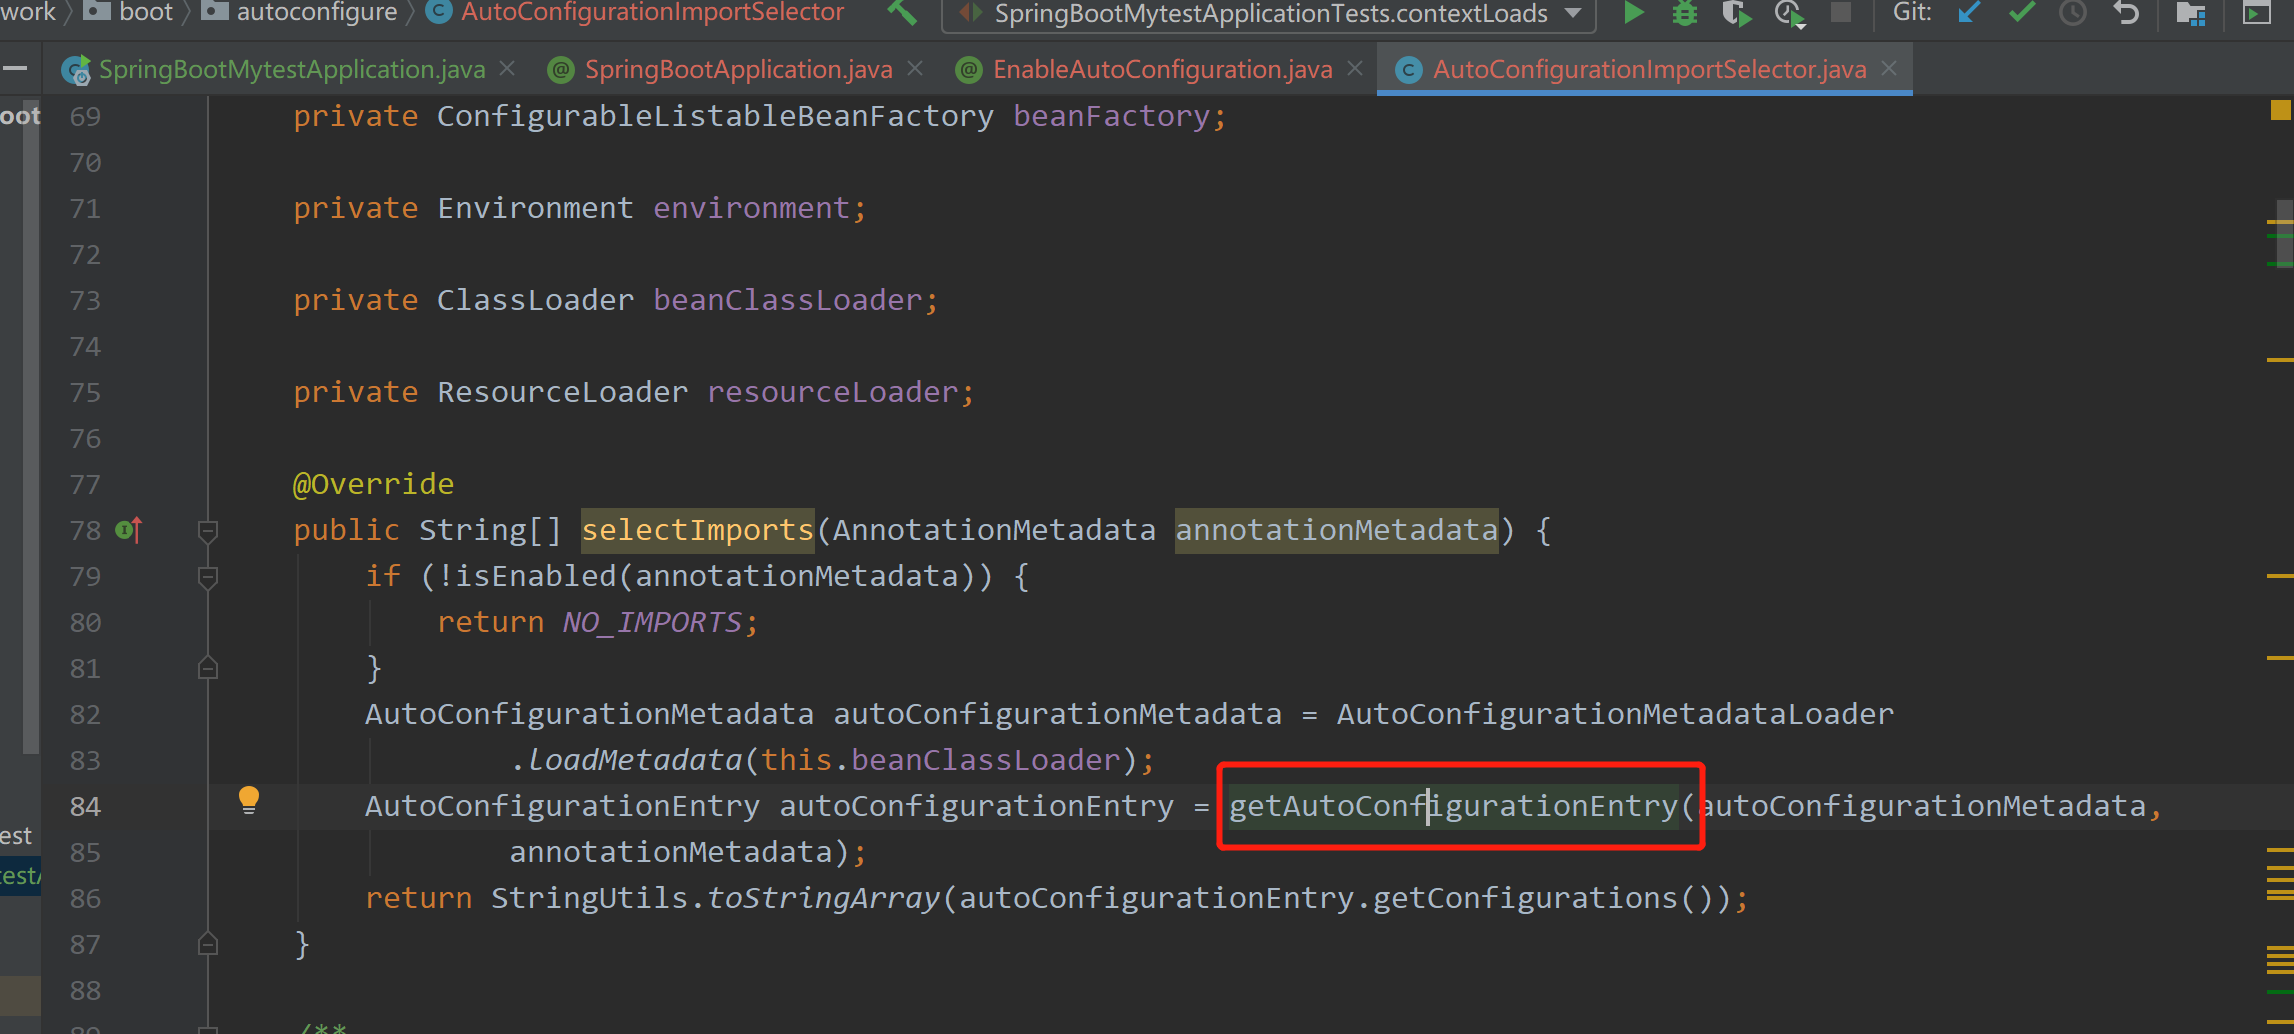 work boot autoconfigure AutoConfigurationImportSelector SpringBootMytestApplicationTests.contextLoads Git:
SpringBootMytestApplication.java SpringBootApplication.java EnableAutoConfiguration.java AutoConfigurationImportSelector.java
oot
69 private ConfigurableListableBeanFactory beanFactory;
70
71 private Environment environment;
72
73 private ClassLoader beanClassLoader;
74
75 private ResourceLoader resourceLoader;
76
77 @Override
78 public String[] selectImports(AnnotationMetadata annotationMetadata) {
79 if (!isEnabled(annotationMetadata)) {
80 return NO_IMPORTS;
81 }
82 AutoConfigurationMetadata autoConfigurationMetadata = AutoConfigurationMetadataLoader
83 .loadMetadata(this.beanClassLoader);
84 AutoConfigurationEntry autoConfigurationEntry = getAutoConfigurationEntry(autoConfigurationMetadata,
est
85 annotationMetadata);
testA
86 return StringUtils.toStringArray(autoConfigurationEntry.getConfigurations());
87 }
88
89 /**